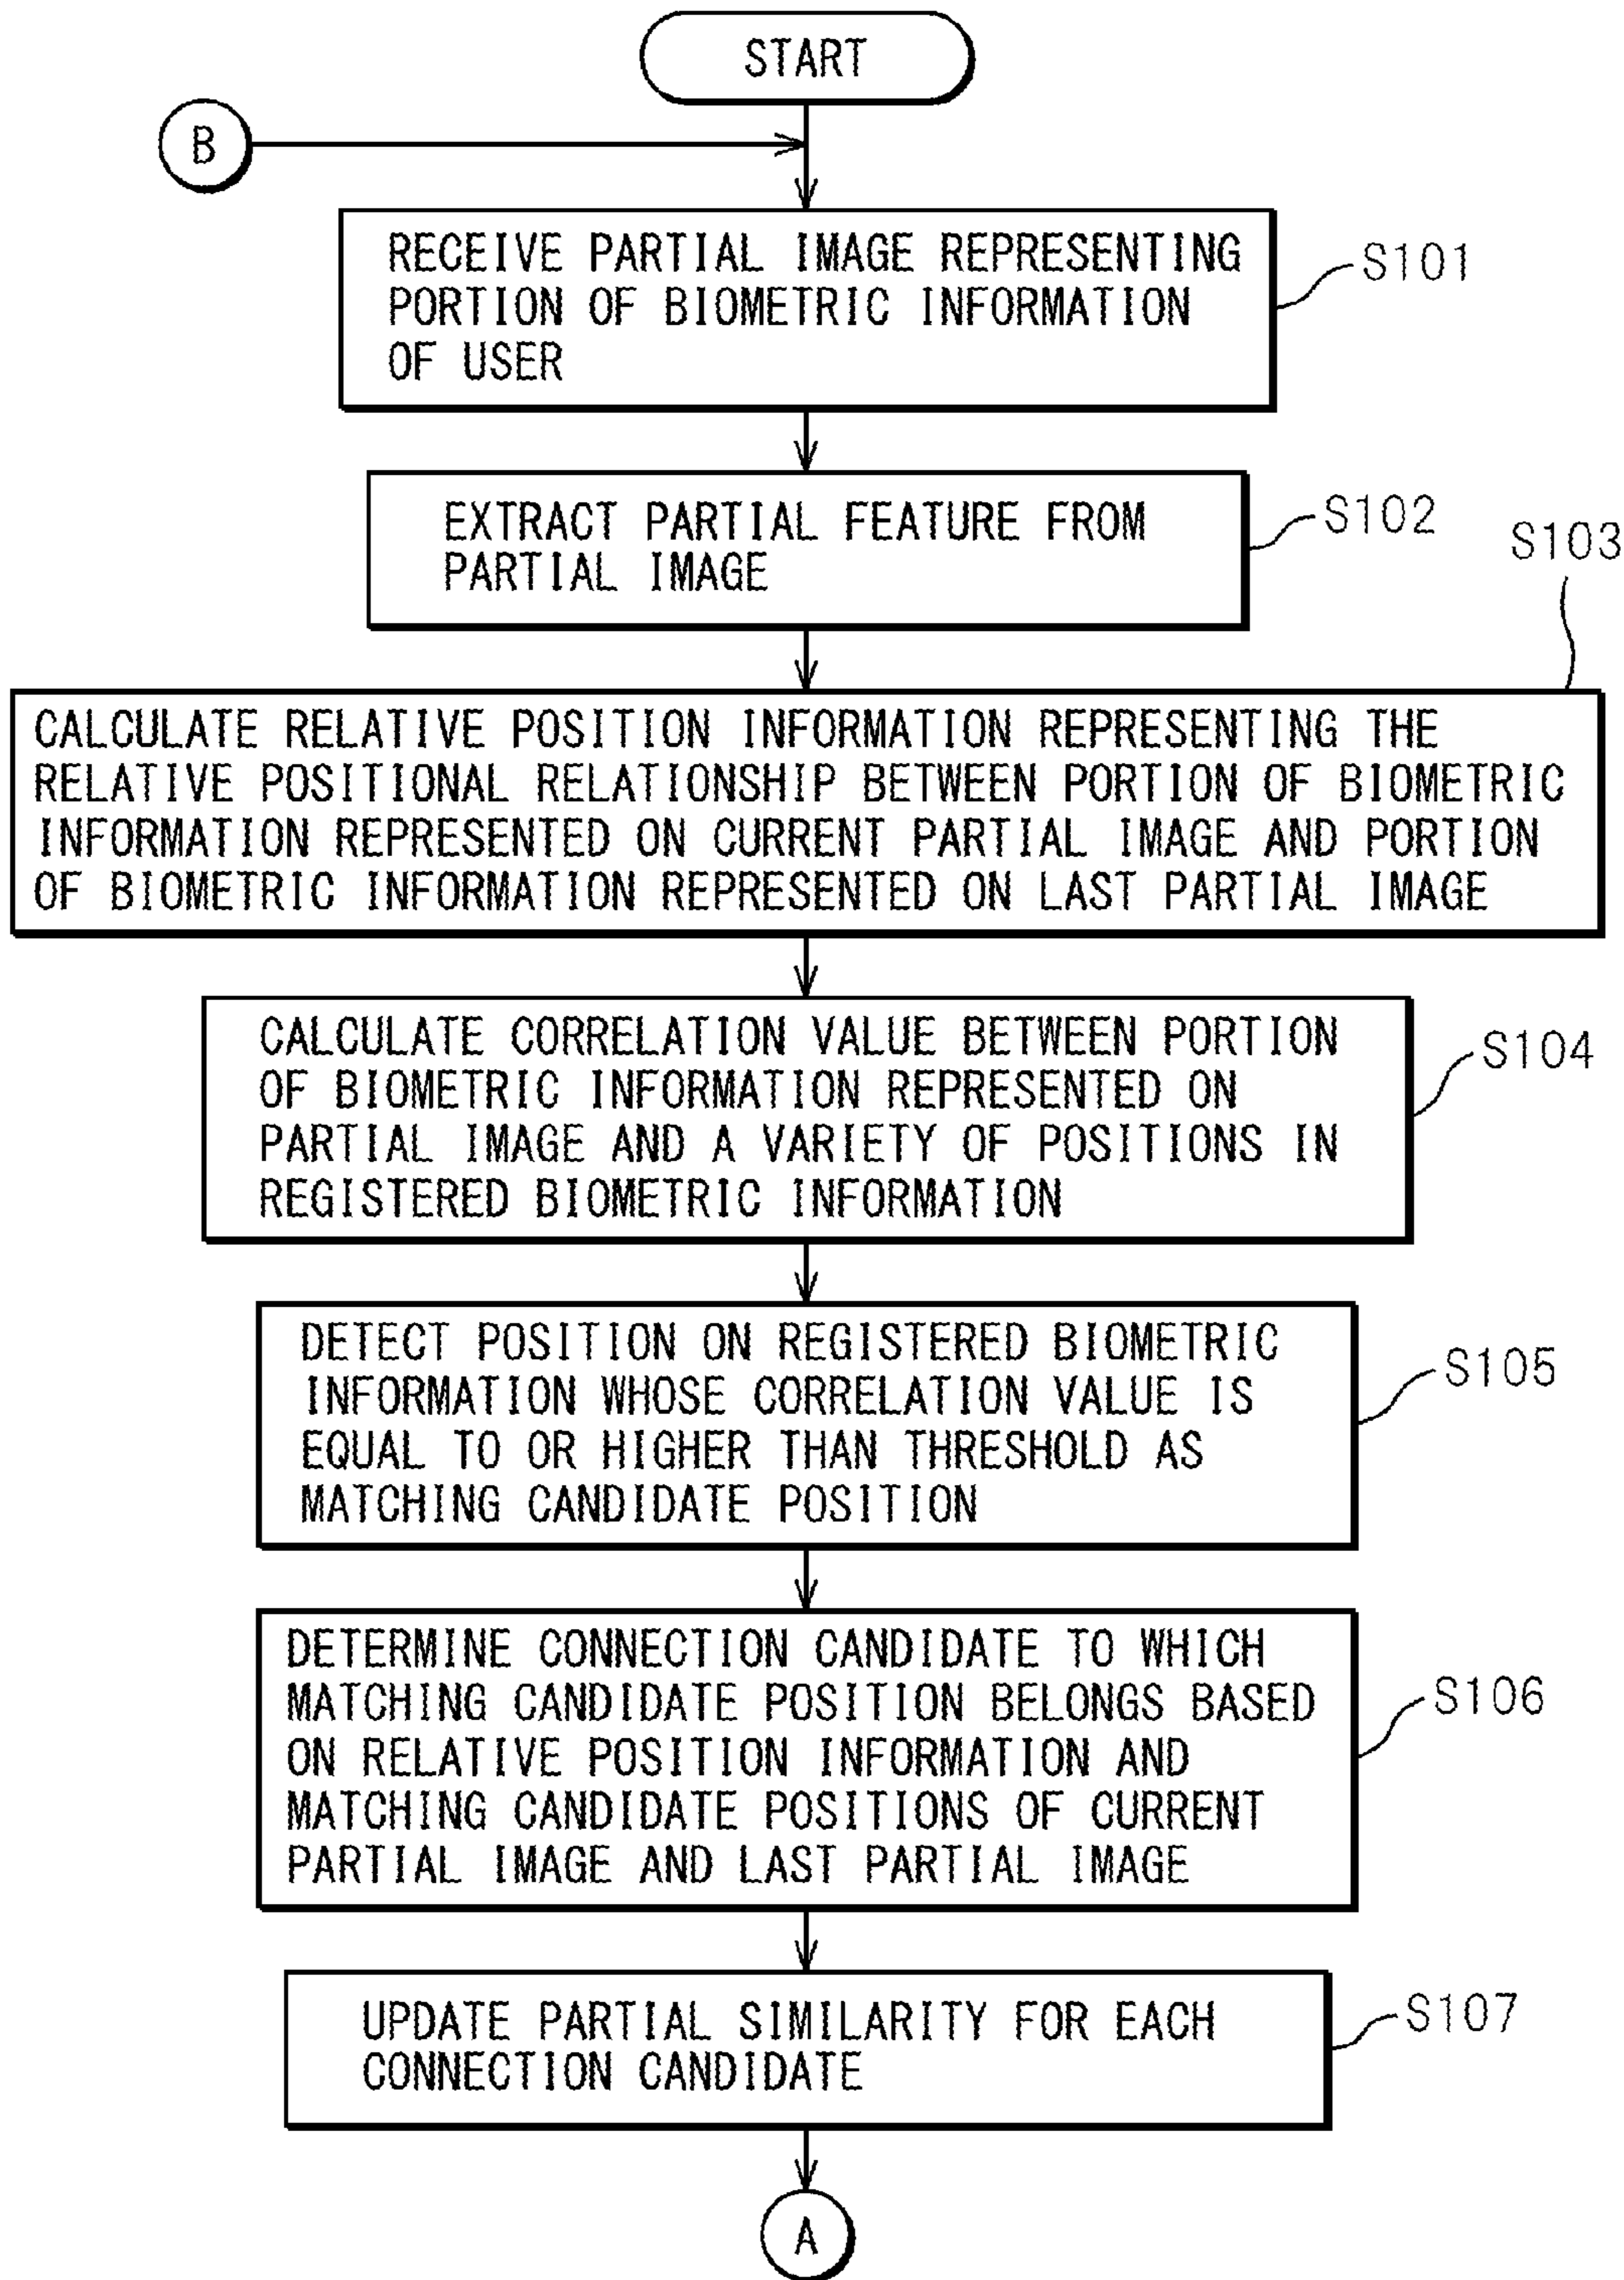 START
B
RECEIVE PARTIAL IMAGE REPRESENTING
PORTION OF BIOMETRIC INFORMATION
OF USER
S101
EXTRACT PARTIAL FEATURE FROM
PARTIAL IMAGE
S102
S103
CALCULATE RELATIVE POSITION INFORMATION REPRESENTING THE
RELATIVE POSITIONAL RELATIONSHIP BETWEEN PORTION OF BIOMETRIC
INFORMATION REPRESENTED ON CURRENT PARTIAL IMAGE AND PORTION
OF BIOMETRIC INFORMATION REPRESENTED ON LAST PARTIAL IMAGE
CALCULATE CORRELATION VALUE BETWEEN PORTION
OF BIOMETRIC INFORMATION REPRESENTED ON
PARTIAL IMAGE AND A VARIETY OF POSITIONS IN
REGISTERED BIOMETRIC INFORMATION
S104
DETECT POSITION ON REGISTERED BIOMETRIC
INFORMATION WHOSE CORRELATION VALUE IS
EQUAL TO OR HIGHER THAN THRESHOLD AS
MATCHING CANDIDATE POSITION
S105
DETERMINE CONNECTION CANDIDATE TO WHICH
MATCHING CANDIDATE POSITION BELONGS BASED
ON RELATIVE POSITION INFORMATION AND
MATCHING CANDIDATE POSITIONS OF CURRENT
PARTIAL IMAGE AND LAST PARTIAL IMAGE
S106
UPDATE PARTIAL SIMILARITY FOR EACH
CONNECTION CANDIDATE
S107
A